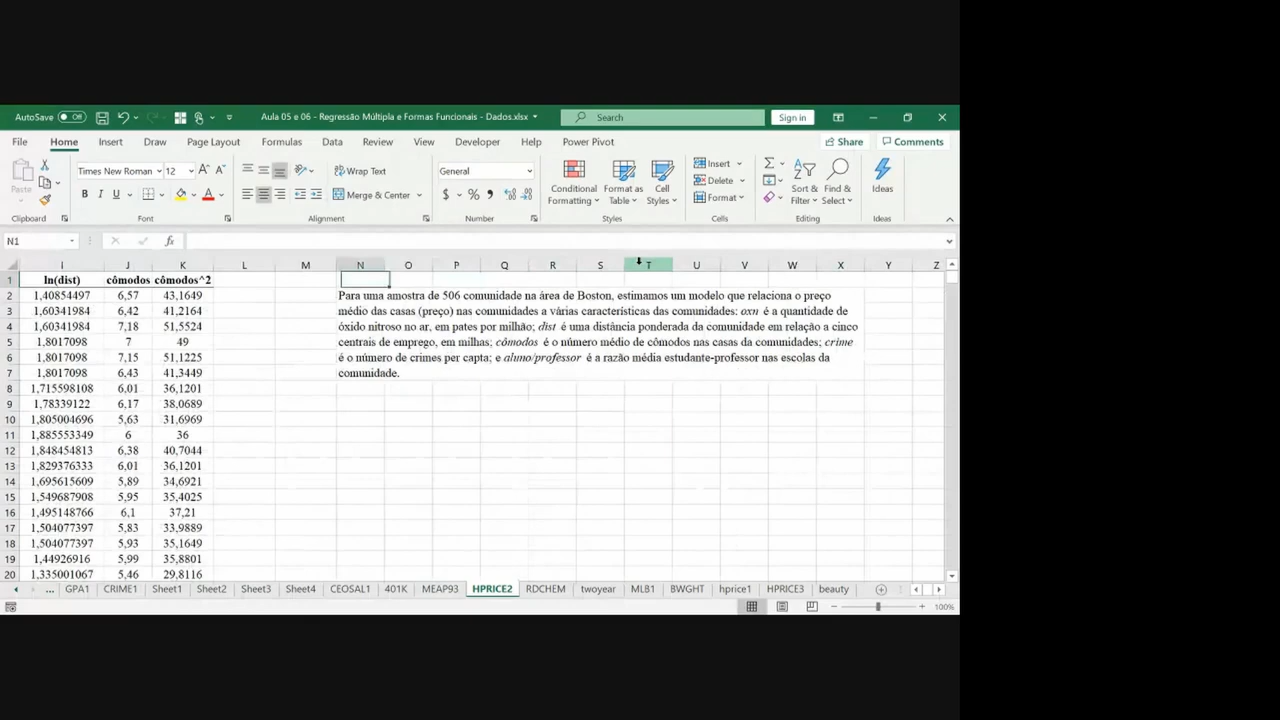 AutoSave Off Aula 05 e 06 - Regressão Múltipla e Formas Funcionais - Dados.xlsx Search Sign in
File Home Insert Draw Page Layout Formulas Data Review View Developer Help Power Pivot Share Comments
Times New Roman 12 Wrap Text General Insert
Paste Conditional Format as Cell Delete Sort & Find & Ideas
B I U Merge & Center $ % Formatting Table Styles Format Filter Select
Clipboard Font Alignment Number Styles Cells Editing Ideas
N1 fx
I J K L M N O P Q R S T U V W X Y Z
1 ln(dist) cômodos cômodos^2
2 1,40854497 6,57 43,1649 Para uma amostra de 506 comunidade na área de Boston, estimamos um modelo que relaciona o preço
3 1,60341984 6,42 41,2164 médio das casas (preço) nas comunidades a várias características das comunidades: oxn é a quantidade de
4 1,60341984 7,18 51,5524 óxido nitroso no ar, em pates por milhão; dist é uma distância ponderada da comunidade em relação a cinco
5 1,8017098 7 49 centrais de emprego, em milhas; cômodos é o número médio de cômodos nas casas da comunidades; crime
6 1,8017098 7,15 51,1225 é o número de crimes per capta; e aluno/professor é a razão média estudante-professor nas escolas da
7 1,8017098 6,43 41,3449 comunidade.
8 1,715598108 6,01 36,1201
9 1,78339122 6,17 38,0689
10 1,805004696 5,63 31,6969
11 1,885553349 6 36
12 1,848454813 6,38 40,7044
13 1,829376333 6,01 36,1201
14 1,695615609 5,89 34,6921
15 1,549687908 5,95 35,4025
16 1,495148766 6,1 37,21
17 1,504077397 5,83 33,9889
18 1,504077397 5,93 35,1649
19 1,44926916 5,99 35,8801
20 1,335001067 5,46 29,8116
... GPA1 CRIME1 Sheet1 Sheet2 Sheet3 Sheet4 CEOSAL1 401K MEAP93 HPRICE2 RDCHEM twoyear MLB1 BWGHT hprice1 HPRICE3 beauty
100%